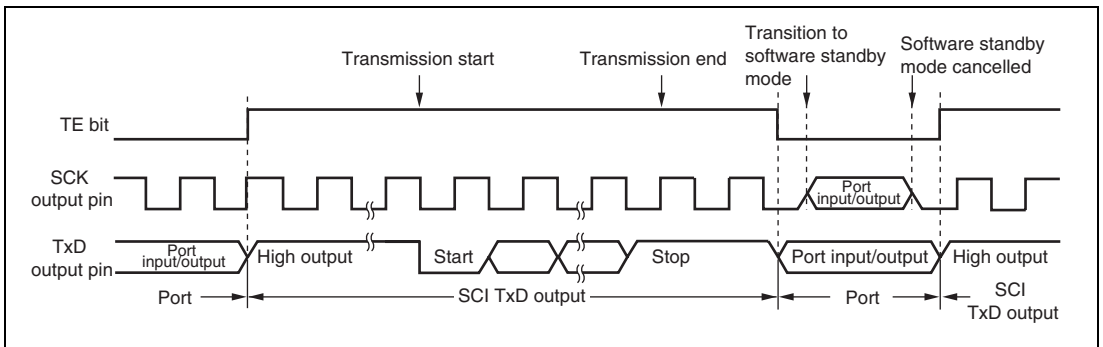 Transmission start
Transmission end
Transition to
software standby
mode
Software standby
mode cancelled
TE bit
SCK
output pin
Port
input/output
TxD
output pin
Port
input/output
High output
Start
Stop
Port input/output
High output
Port
SCI TxD output
Port
SCI
TxD output